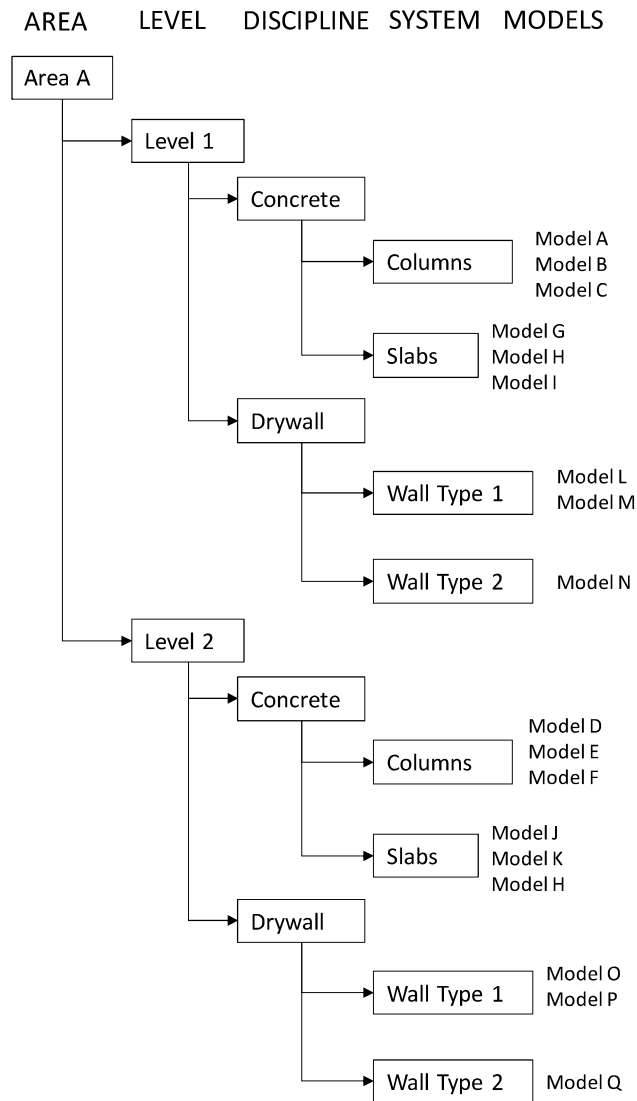 AREA LEVEL DISCIPLINE SYSTEM MODELS
Area A
Level 1
Concrete
Columns
Model A
Model B
Model C
Slabs
Model G
Model H
Model I
Drywall
Wall Type 1
Model L
Model M
Wall Type 2
Model N
Level 2
Concrete
Columns
Model D
Model E
Model F
Slabs
Model J
Model K
Model H
Drywall
Wall Type 1
Model O
Model P
Wall Type 2
Model Q